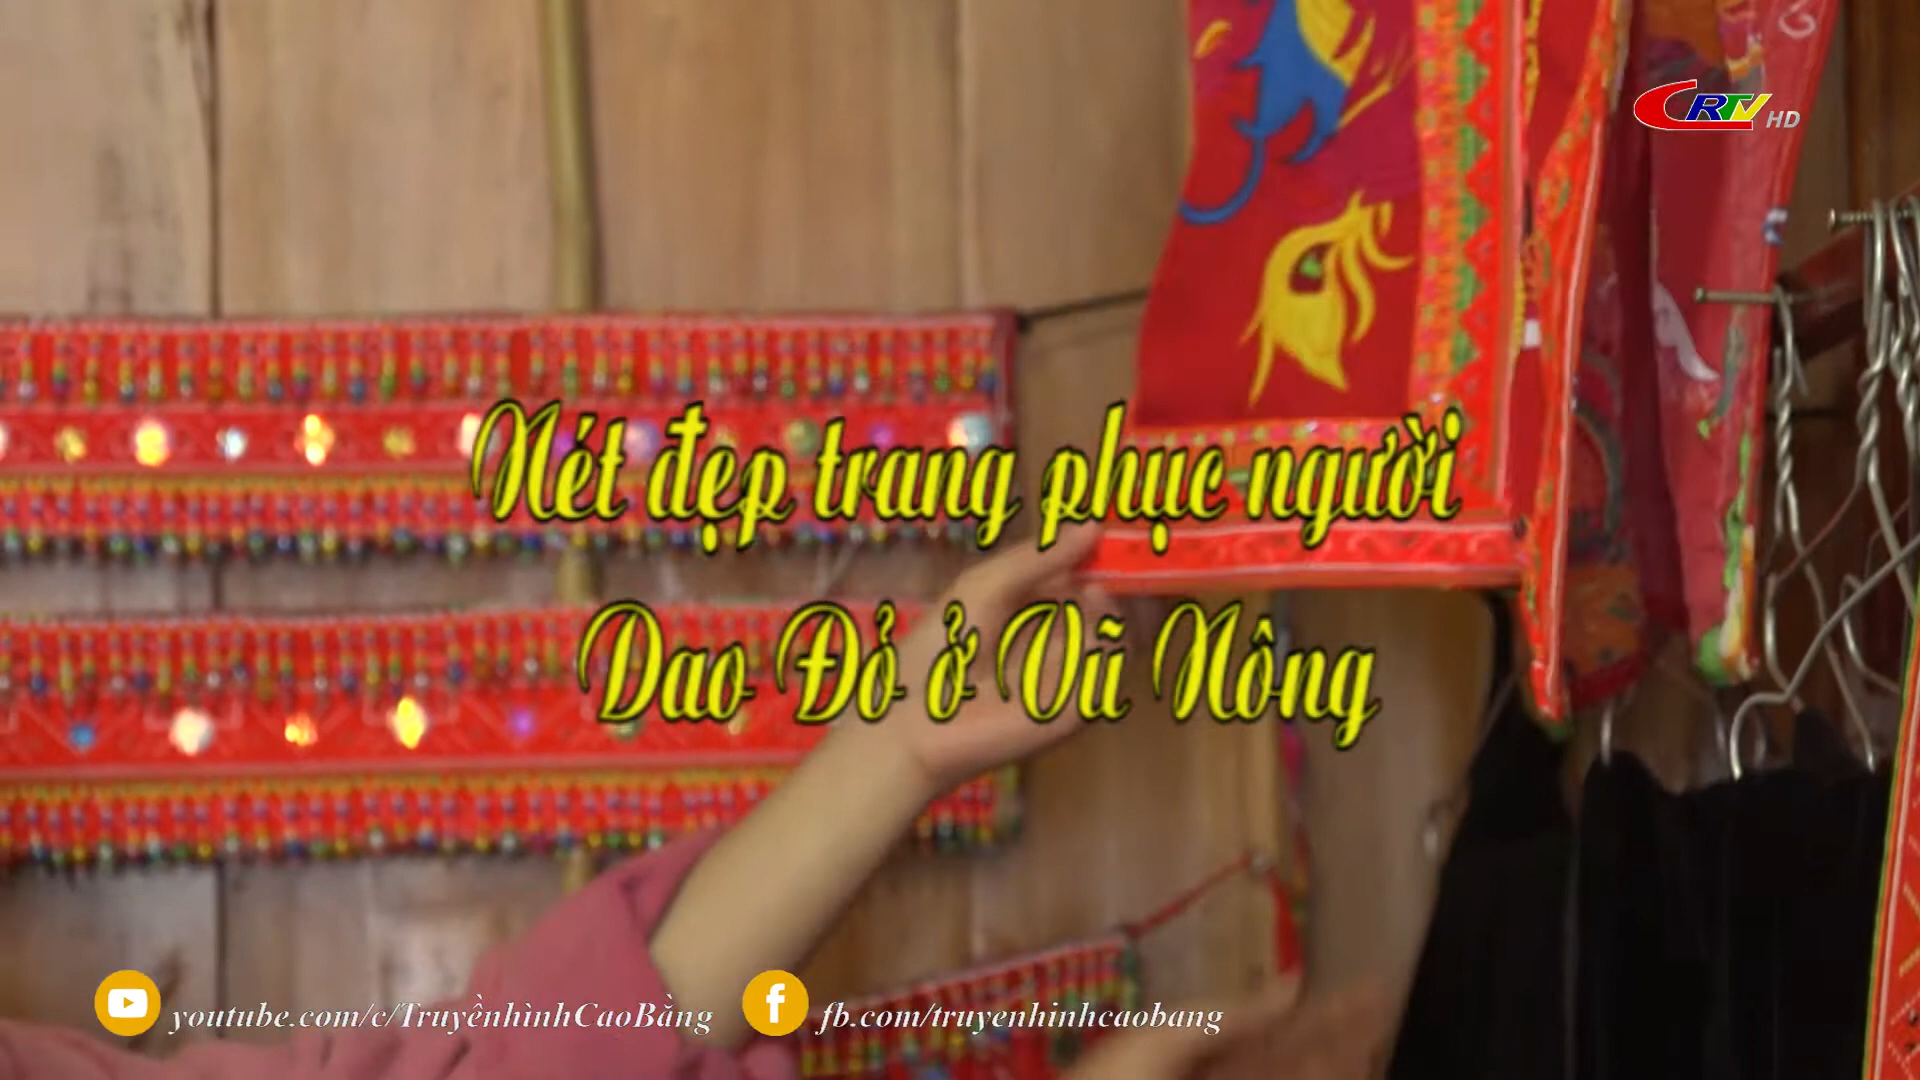 CRTV HD
Nét đẹp trang phục người
Dao Đỏ ở Vũ Nông
youtube.com/c/TruyềnhìnhCaoBằng
fb.com/truyenhinhcaobang